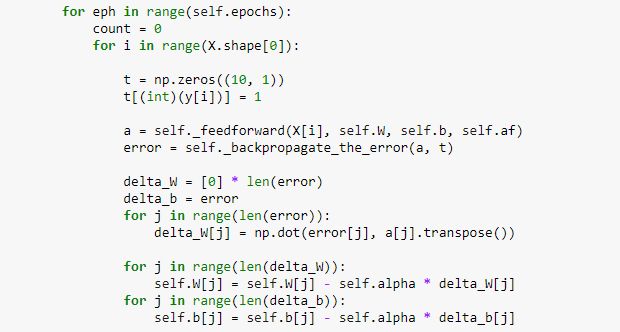 for eph in range(self.epochs):
    count = 0
    for i in range(X.shape[0]):

        t = np.zeros((10, 1))
        t[(int)(y[i])] = 1

        a = self._feedforward(X[i], self.W, self.b, self.af)
        error = self._backpropagate_the_error(a, t)

        delta_W = [0] * len(error)
        delta_b = error
        for j in range(len(error)):
            delta_W[j] = np.dot(error[j], a[j].transpose())

        for j in range(len(delta_W)):
            self.W[j] = self.W[j] - self.alpha * delta_W[j]
        for j in range(len(delta_b)):
            self.b[j] = self.b[j] - self.alpha * delta_b[j]